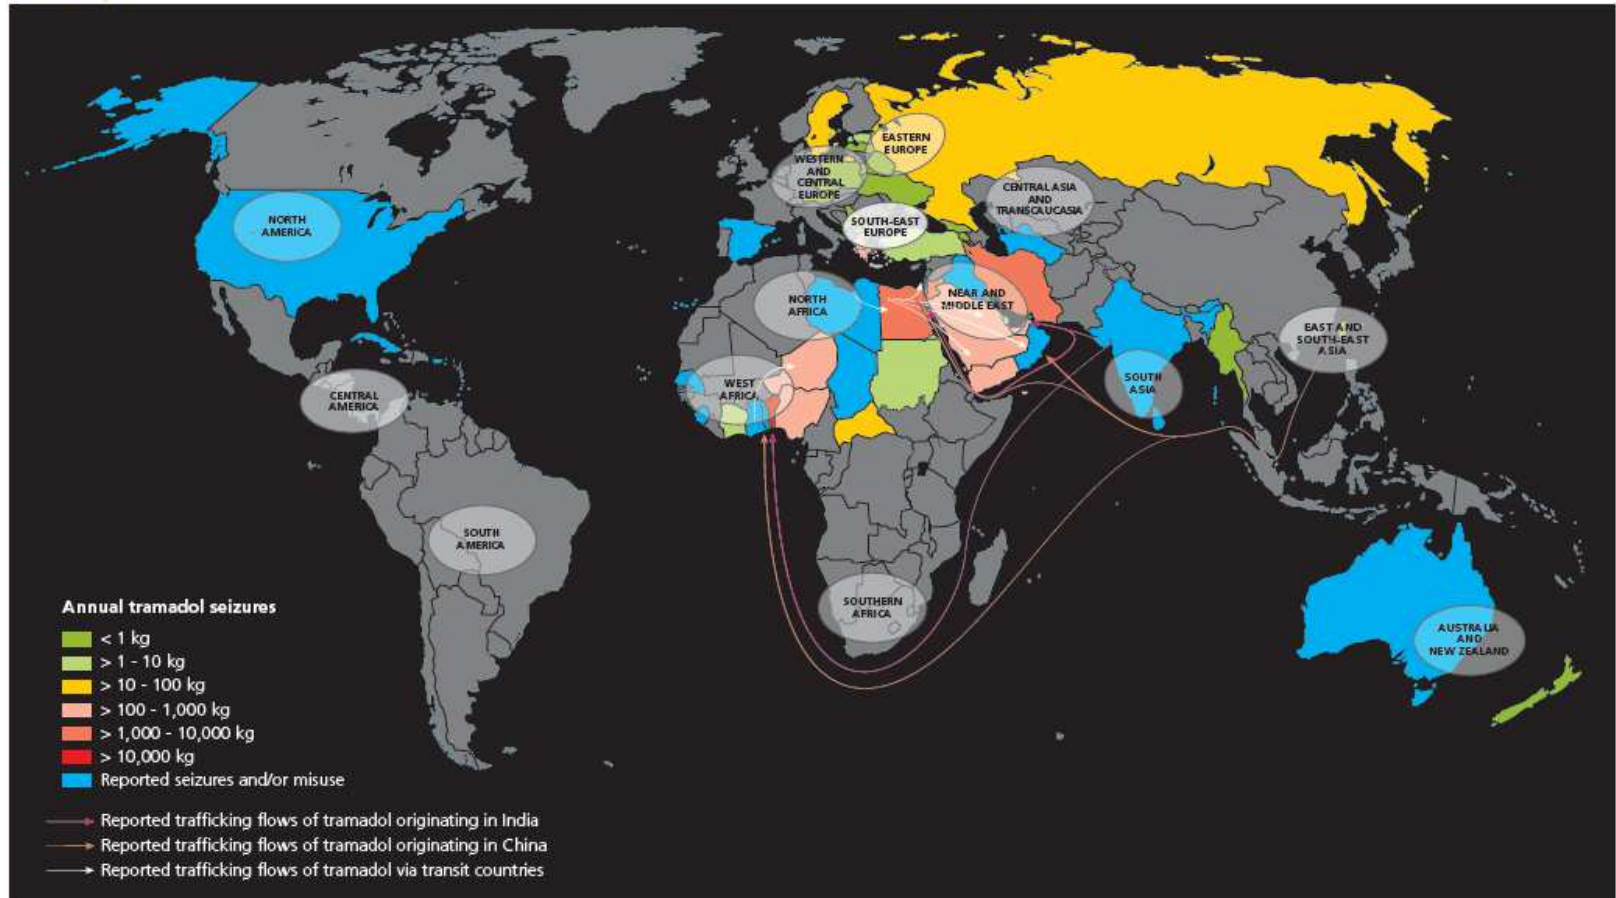 EASTERN
EUROPE
WESTERN
AND
CENTRAL
EUROPE
CENTRAL ASIA
AND
TRANSCAUCASIA
NORTH
AMERICA
SOUTH-EAST
EUROPE
NORTH
AFRICA
NEAR AND
MIDDLE EAST
EAST AND
SOUTH-EAST
ASIA
WEST
AFRICA
SOUTH
ASIA
CENTRAL
AMERICA
SOUTH
AMERICA
SOUTHERN
AFRICA
AUSTRALIA
AND
NEW ZEALAND
Annual tramadol seizures
< 1 kg
> 1 - 10 kg
> 10 - 100 kg
> 100 - 1,000 kg
> 1,000 - 10,000 kg
> 10,000 kg
Reported seizures and/or misuse
Reported trafficking flows of tramadol originating in India
Reported trafficking flows of tramadol originating in China
Reported trafficking flows of tramadol via transit countries